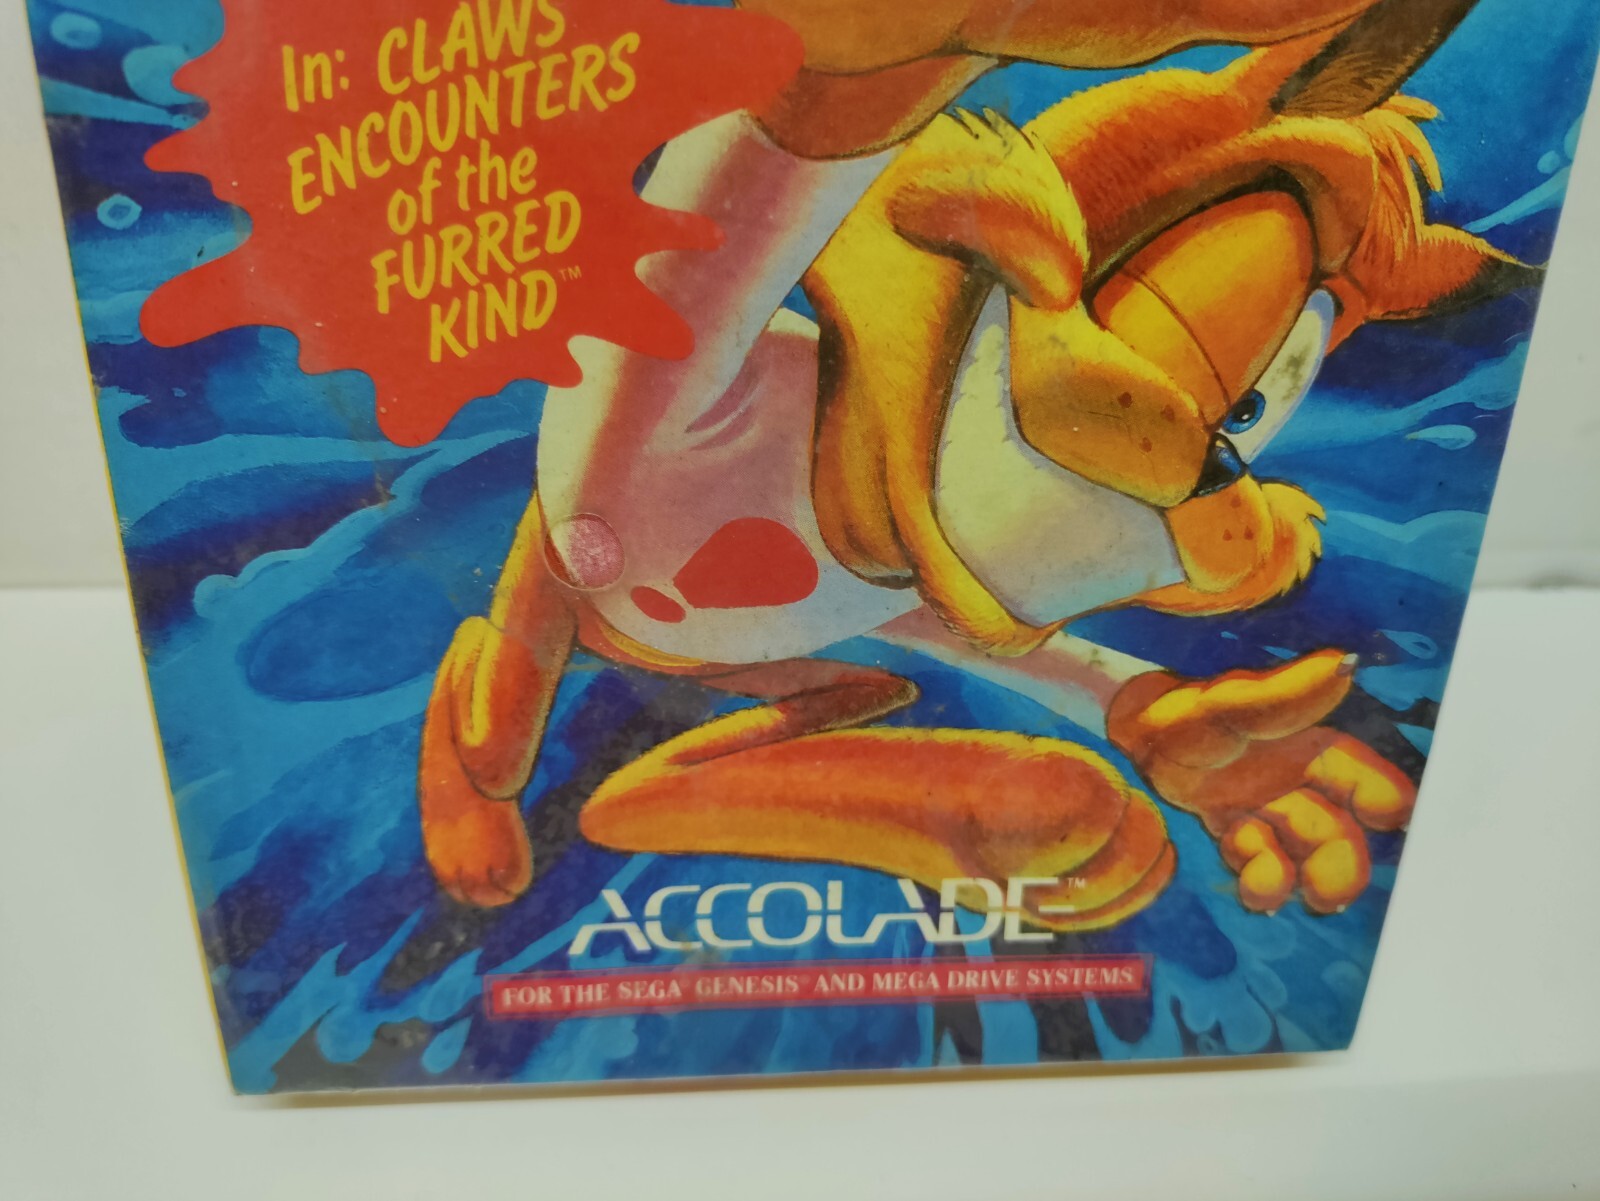 In: CLAWS
ENCOUNTERS
of the
FURRED
KIND™
ACCOLADE™
FOR THE SEGA® GENESIS® AND MEGA DRIVE SYSTEMS